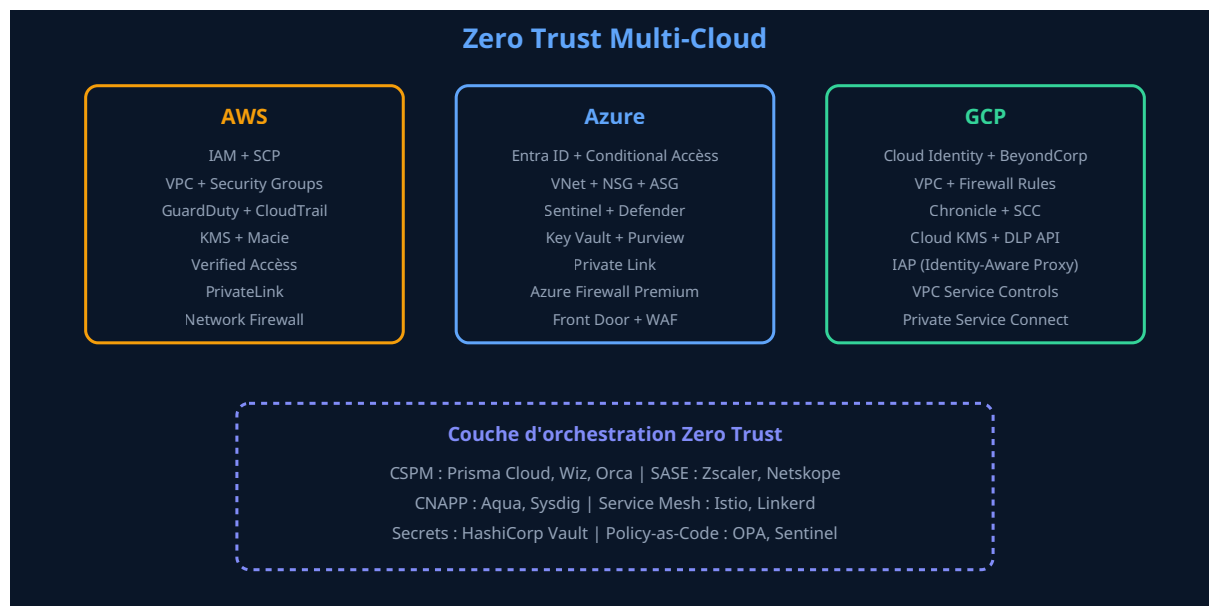 Zero Trust Multi-Cloud
AWS
IAM + SCP
VPC + Security Groups
GuardDuty + CloudTrail
KMS + Macie
Verified Accèss
PrivateLink
Network Firewall
Azure
Entra ID + Conditional Accèss
VNet + NSG + ASG
Sentinel + Defender
Key Vault + Purview
Private Link
Azure Firewall Premium
Front Door + WAF
GCP
Cloud Identity + BeyondCorp
VPC + Firewall Rules
Chronicle + SCC
Cloud KMS + DLP API
IAP (Identity-Aware Proxy)
VPC Service Controls
Private Service Connect
Couche d'orchestration Zero Trust
CSPM : Prisma Cloud, Wiz, Orca | SASE : Zscaler, Netskope
CNAPP : Aqua, Sysdig | Service Mesh : Istio, Linkerd
Secrets : HashiCorp Vault | Policy-as-Code : OPA, Sentinel